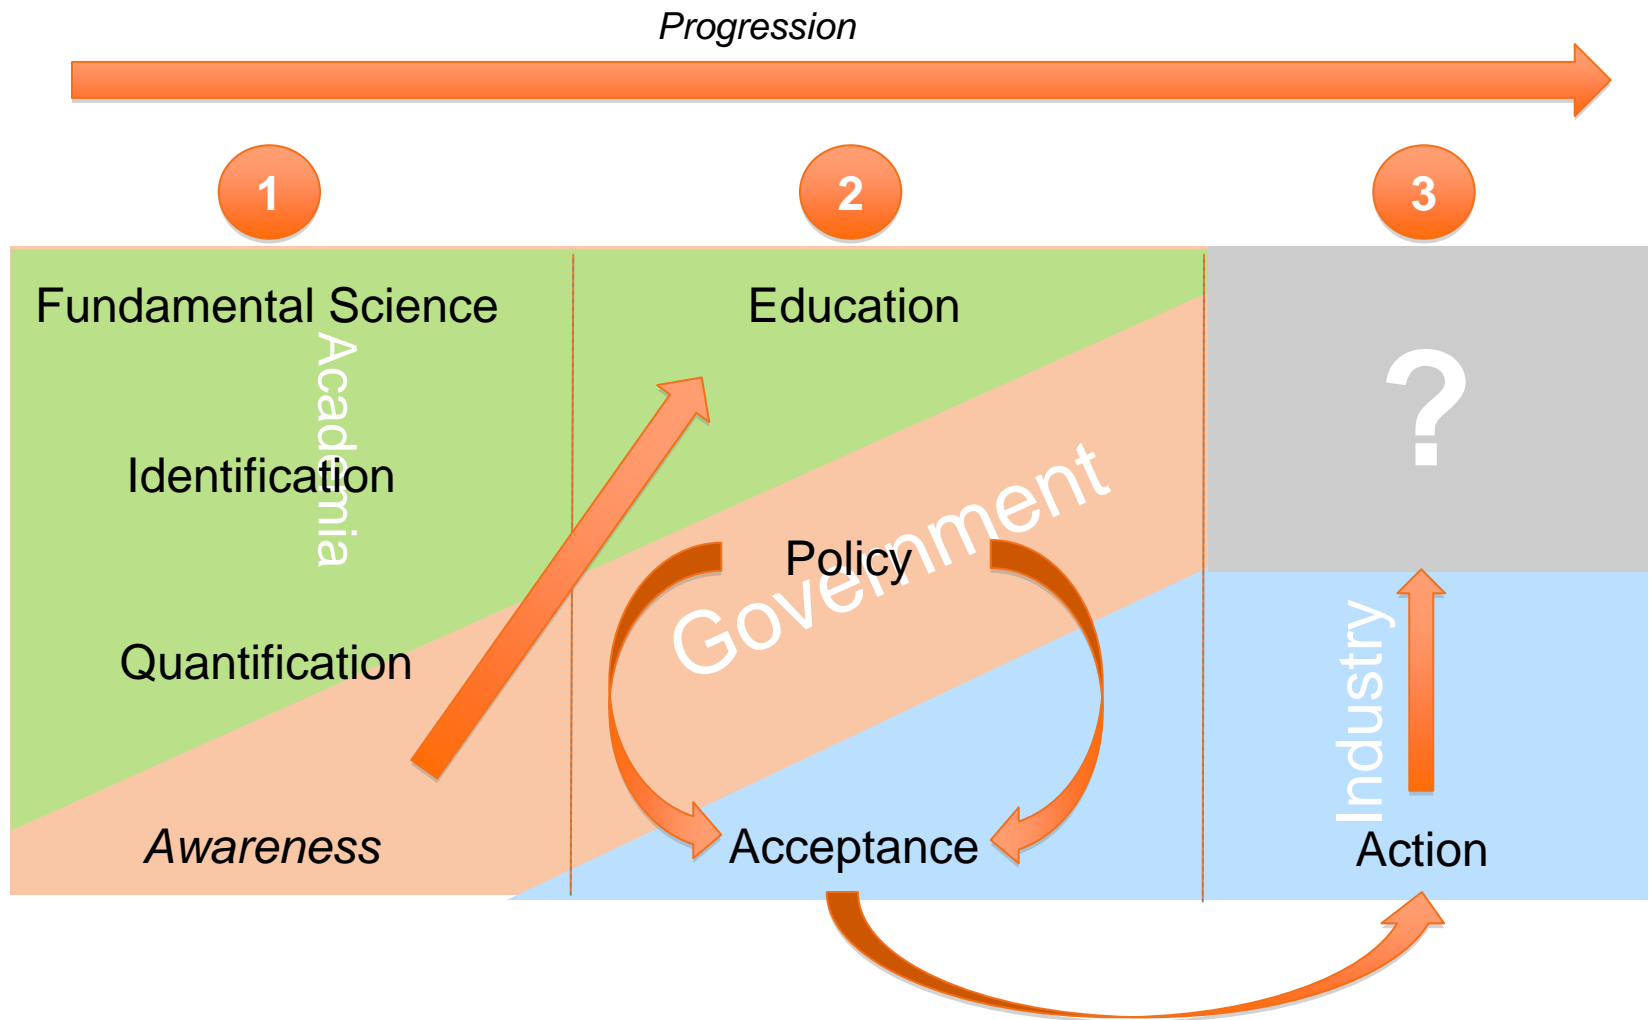 Progression
1
2
3
Fundamental Science
Academia
Identification
Quantification
Awareness
Education
Government
Policy
Acceptance
?
Industry
Action